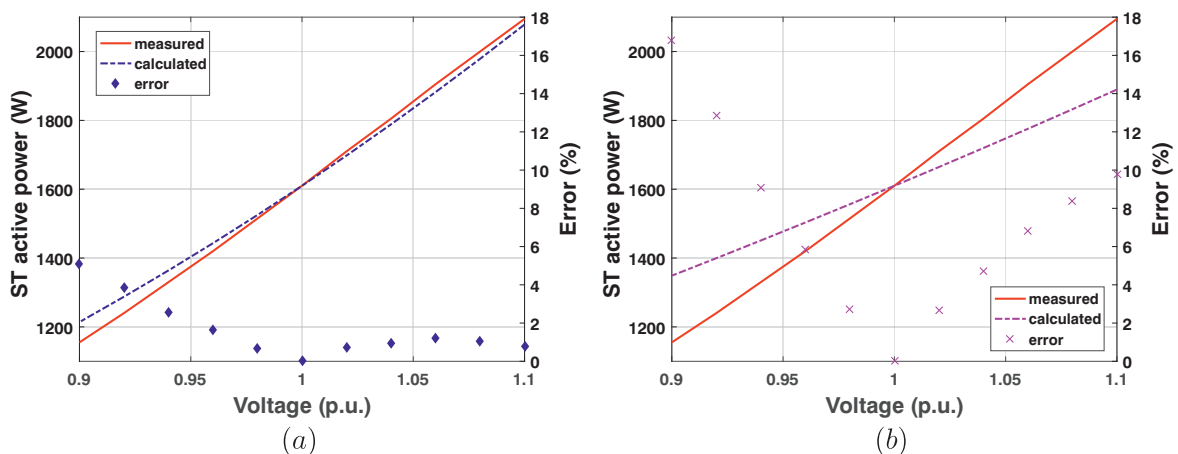 measured
calculated
error
ST active power (W)
2000
1800
1600
1400
1200
18
16
14
12
10
8
6
4
2
0
Error (%)
0.9
0.95
1
1.05
1.1
Voltage (p.u.)
(a)
ST active power (W)
2000
1800
1600
1400
1200
18
16
14
12
10
8
6
4
2
0
Error (%)
measured
calculated
error
0.9
0.95
1
1.05
1.1
Voltage (p.u.)
(b)